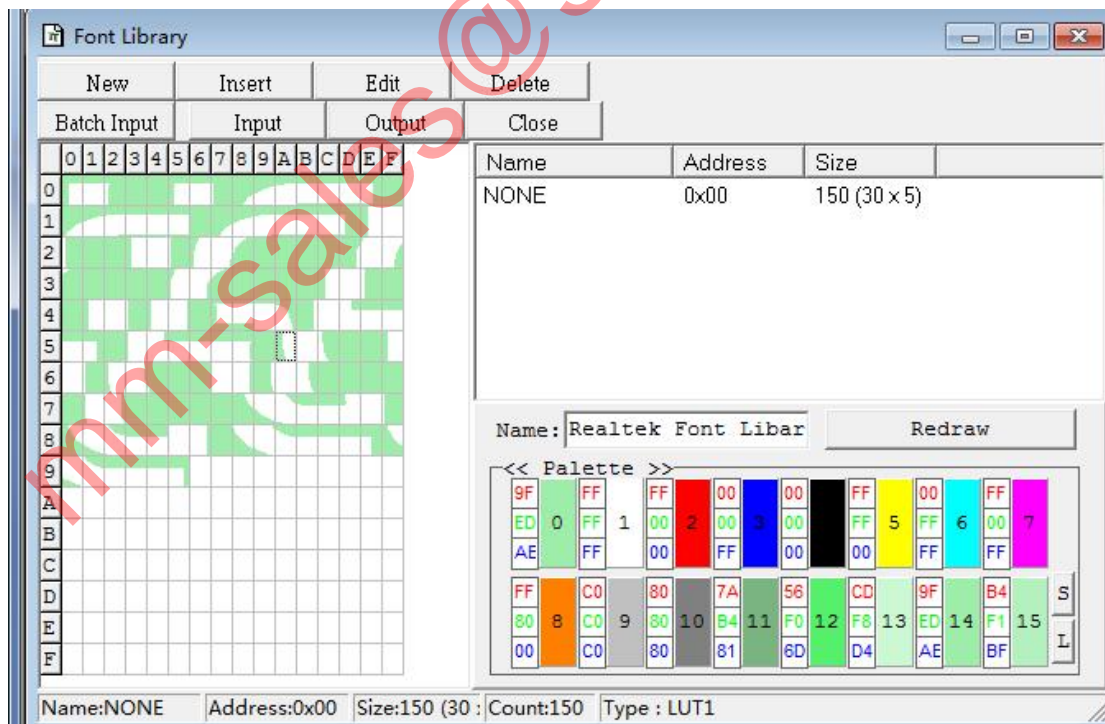 Font Library
New Insert Edit Delete
Batch Input Input Output Close
0 1 2 3 4 5 6 7 8 9 A B C D E F
0
1
2
3
4
5
6
7
8
9
A
B
C
D
E
F
Name Address Size
NONE 0x00 150 (30 x 5)
Name: Realtek Font Libar Redraw
<< Palette >>
9F FF FF 00 00 FF 00 FF
ED 0 FF 1 00 2 00 3 00 FF 5 FF 6 00 7
AE FF 00 FF 00 00 FF FF
FF C0 80 7A 56 CD 9F B4 S
80 8 C0 9 80 10 B4 11 F0 12 F8 13 ED 14 F1 15
00 C0 80 81 6D D4 AE BF L
Name:NONE Address:0x00 Size:150 (30 : Count:150 Type : LUT1
mm-sales@